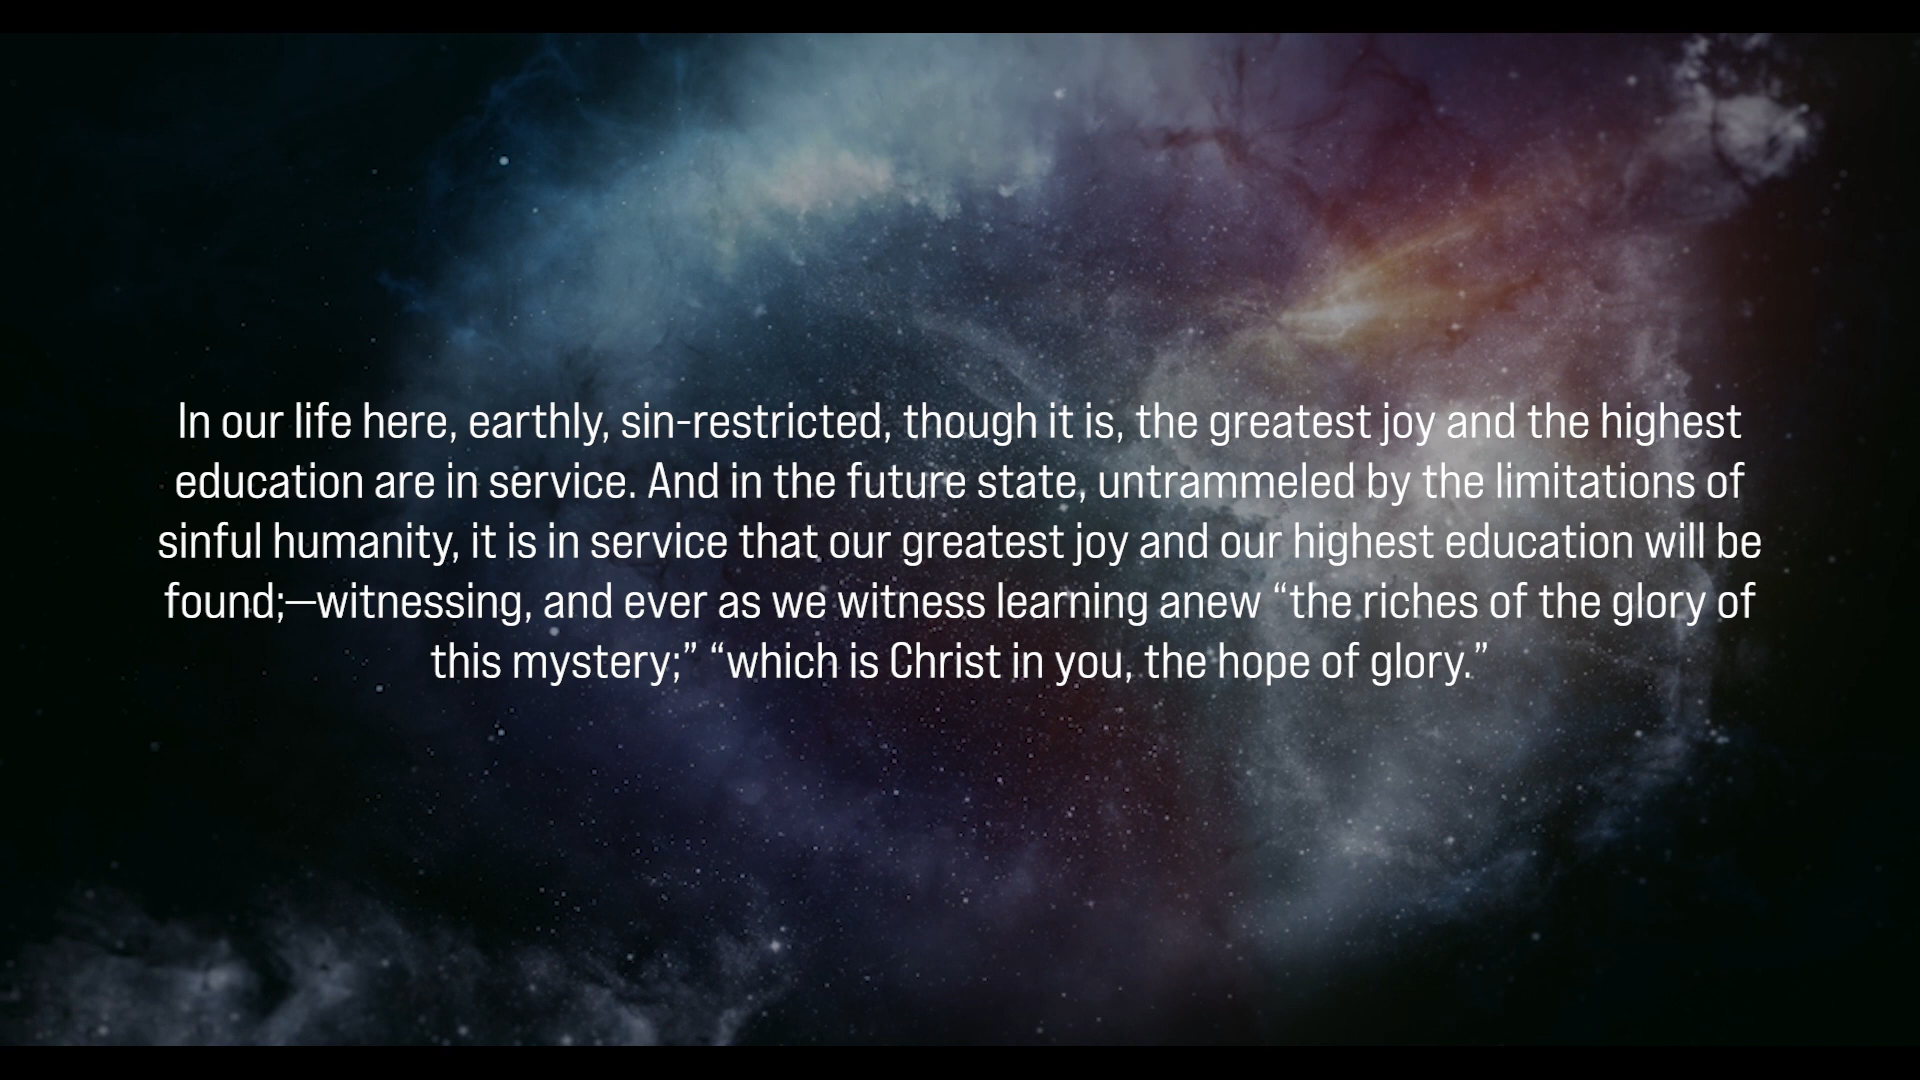 In our life here, earthly, sin-restricted, though it is, the greatest joy and the highest
education are in service. And in the future state, untrammeled by the limitations of
sinful humanity, it is in service that our greatest joy and our highest education will be
found;—witnessing, and ever as we witness learning anew “the riches of the glory of
this mystery;” “which is Christ in you, the hope of glory.”